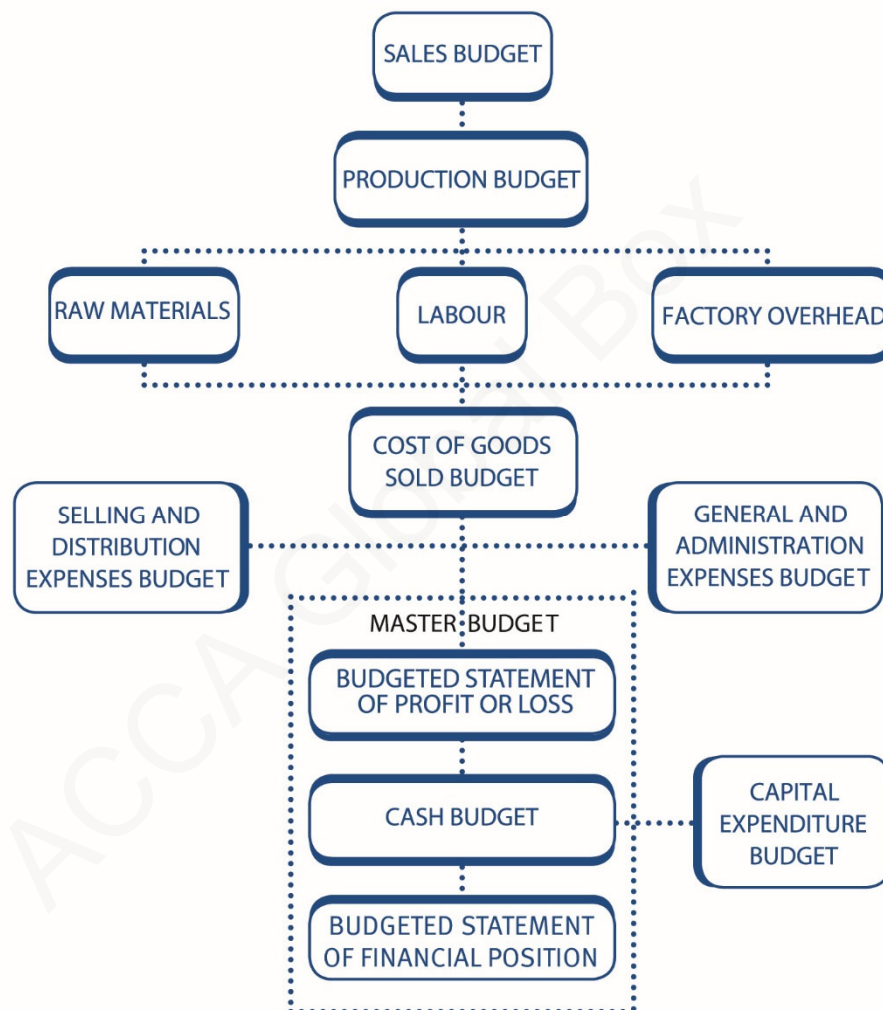 SALES BUDGET
PRODUCTION BUDGET
RAW MATERIALS
LABOUR
FACTORY OVERHEAD
COST OF GOODS
SOLD BUDGET
SELLING AND
DISTRIBUTION
EXPENSES BUDGET
GENERAL AND
ADMINISTRATION
EXPENSES BUDGET
MASTER BUDGET
BUDGETED STATEMENT
OF PROFIT OR LOSS
CASH BUDGET
CAPITAL
EXPENDITURE
BUDGET
BUDGETED STATEMENT
OF FINANCIAL POSITION
ACCA Global Box